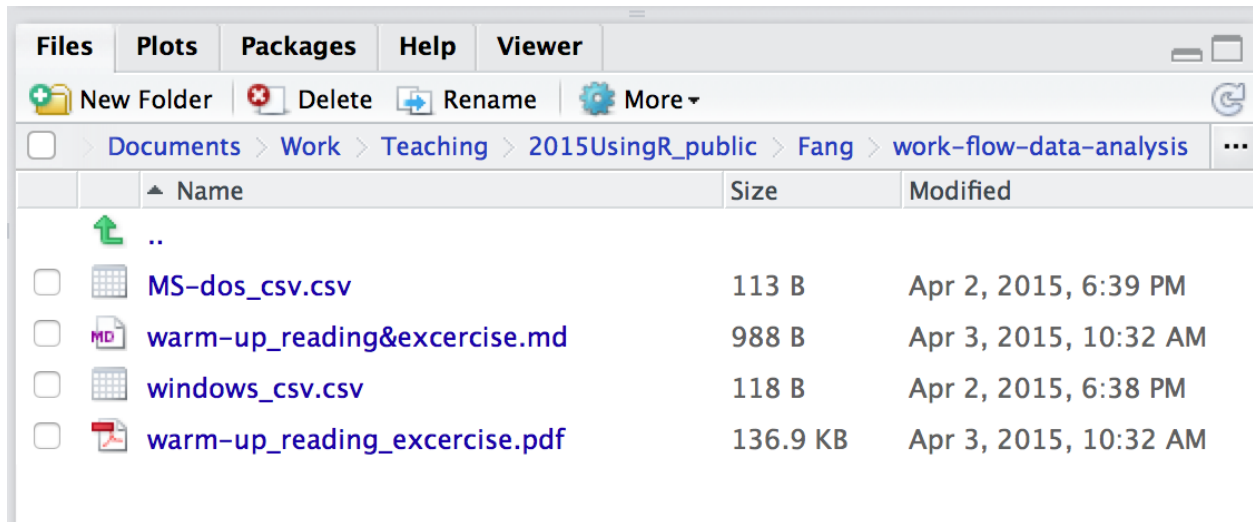 Files Plots Packages Help Viewer
New Folder Delete Rename More
Documents > Work > Teaching > 2015UsingR_public > Fang > work-flow-data-analysis ...
Name Size Modified
..
MS-dos_csv.csv 113 B Apr 2, 2015, 6:39 PM
MD warm-up_reading&excercise.md 988 B Apr 3, 2015, 10:32 AM
windows_csv.csv 118 B Apr 2, 2015, 6:38 PM
warm-up_reading_excercise.pdf 136.9 KB Apr 3, 2015, 10:32 AM